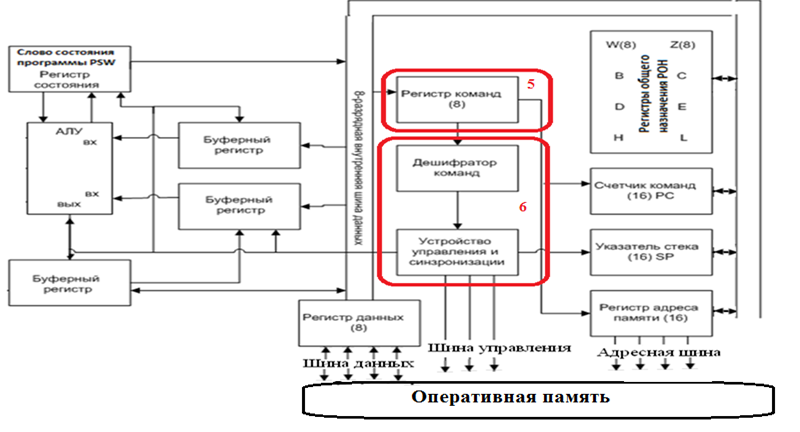 Слово состояния
программы PSW
Регистр
состояния
АЛУ
вх
вх
вых
Буферный
регистр
Буферный
регистр
Буферный
регистр
8-разрядная внутренняя шина данных
Регистр команд
(8)
5
Дешифратор
команд
6
Устройство
управления и
синзронизации
Регистр данных
(8)
W(8) Z(8)
B C
D E
H L
Регистры общего
назначения РОН
Счетчик команд
(16) PC
Указатель стека
(16) SP
Регистр адреса
памяти (16)
Шина данных
Шина управления
Адресная шина
Оперативная память